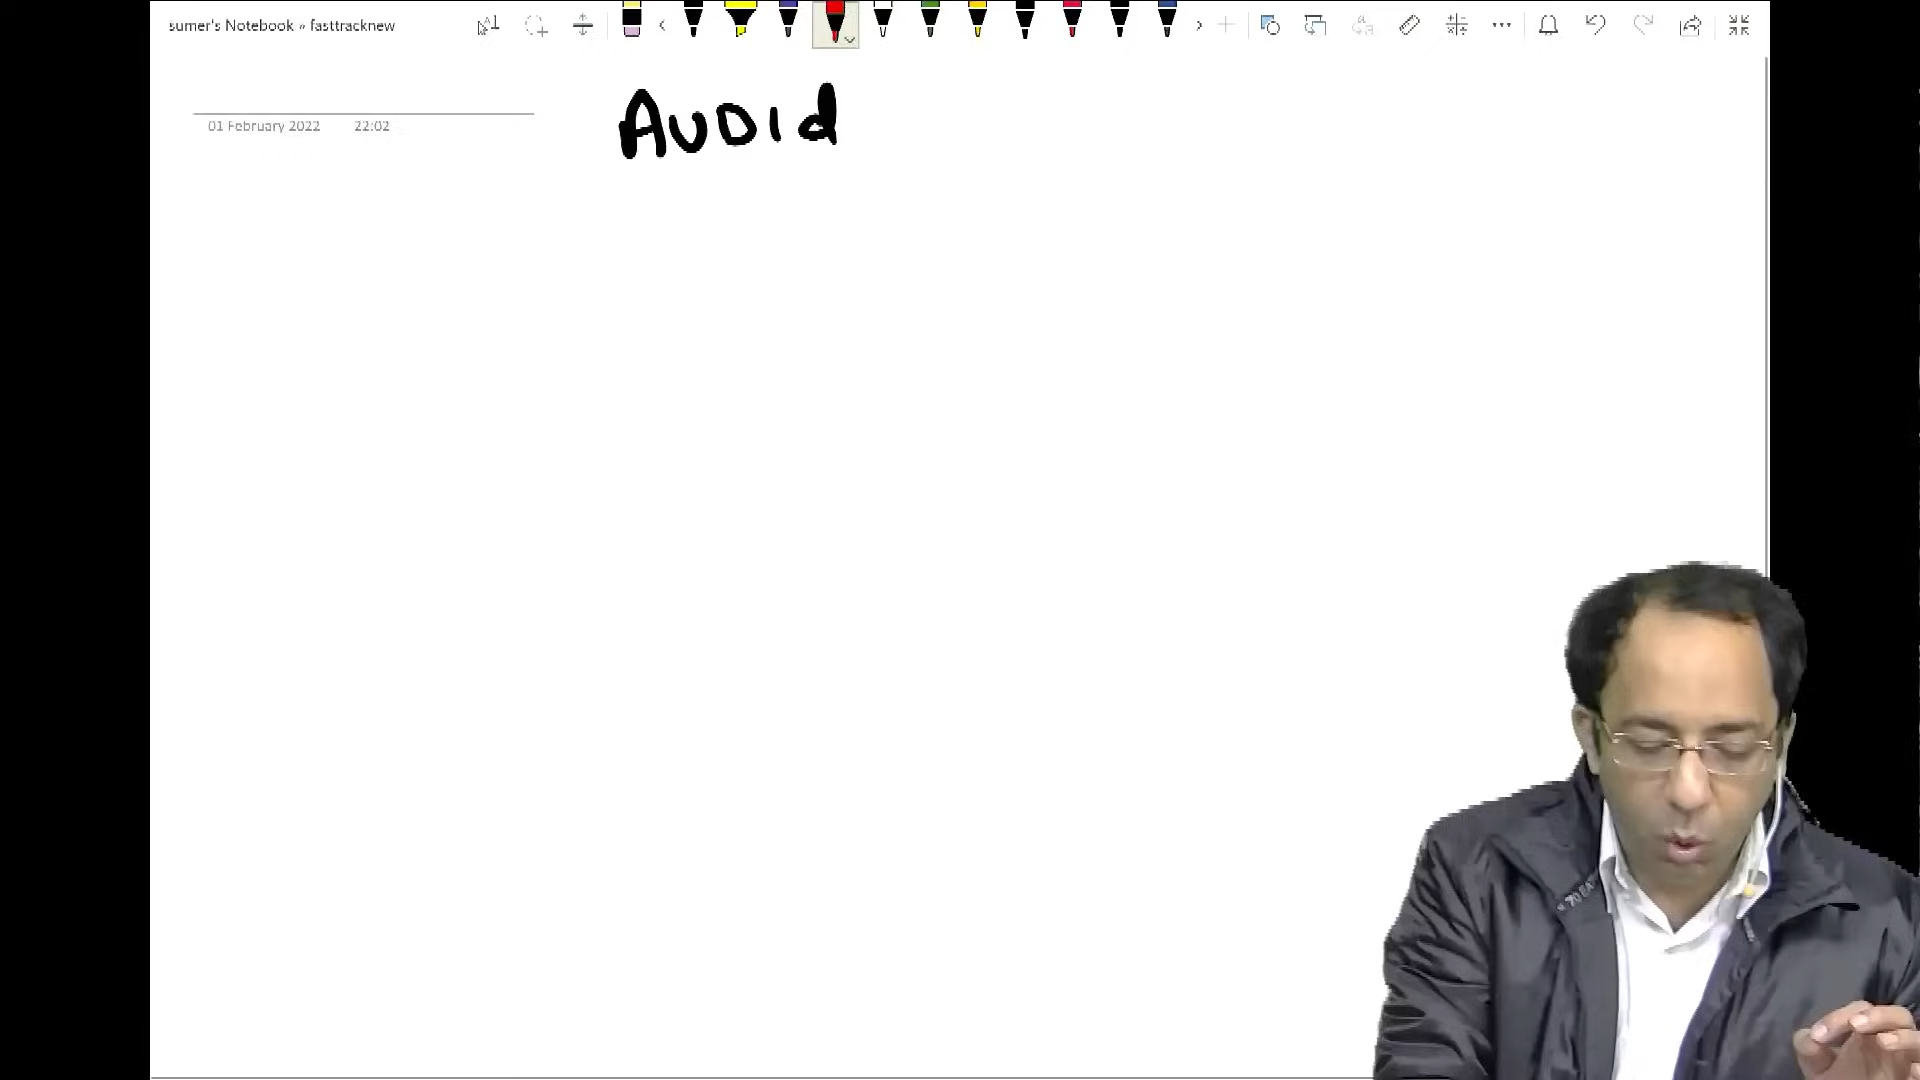 sumer's Notebook » fasttracknew
AUDId
01 February 2022 22:02